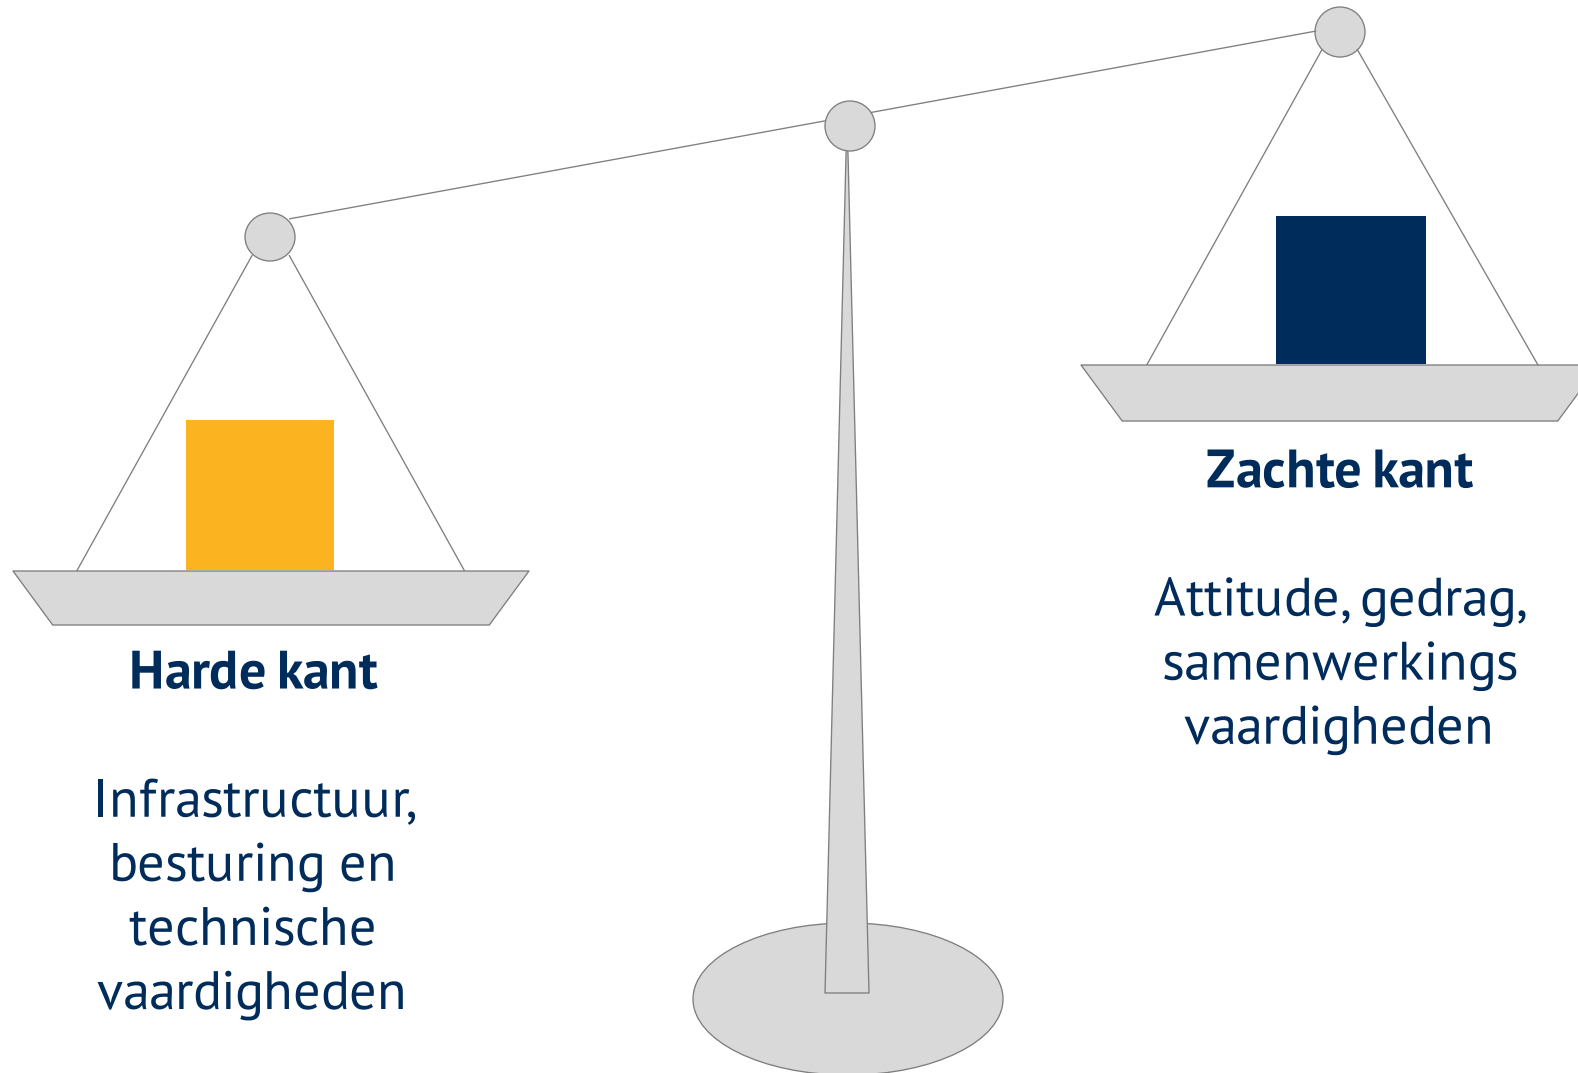 Harde kant
Infrastructuur,
besturing en
technische
vaardigheden
Zachte kant
Attitude, gedrag,
samenwerkings
vaardigheden